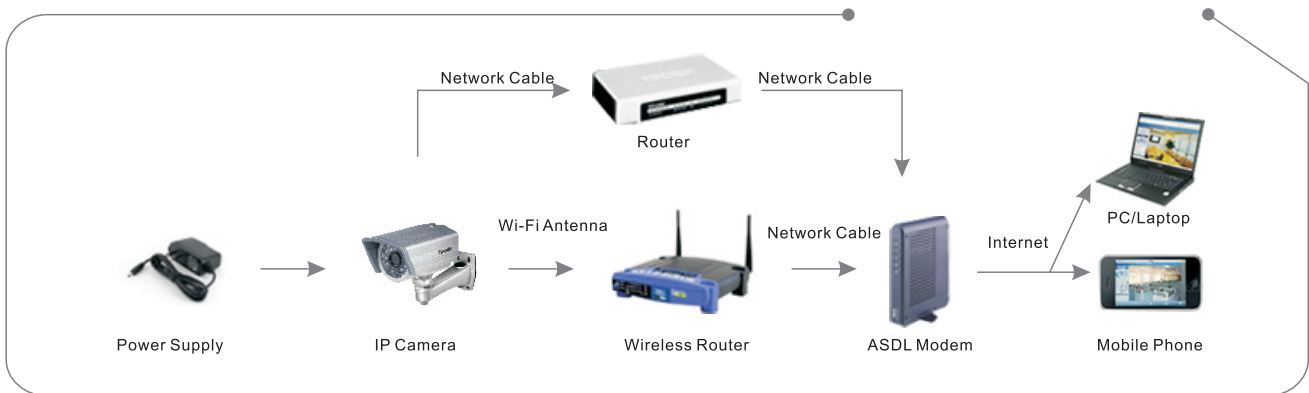 Network Cable
Network Cable
Router
Wi-Fi Antenna
Network Cable
Internet
PC/Laptop
Power Supply
IP Camera
Wireless Router
ASDL Modem
Mobile Phone